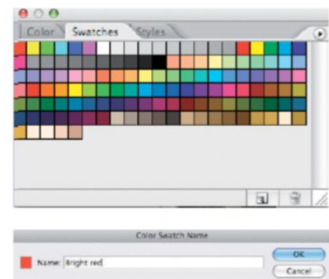 Color Swatches Styles
Color Swatch Name
Name: Bright red
OK
Cancel